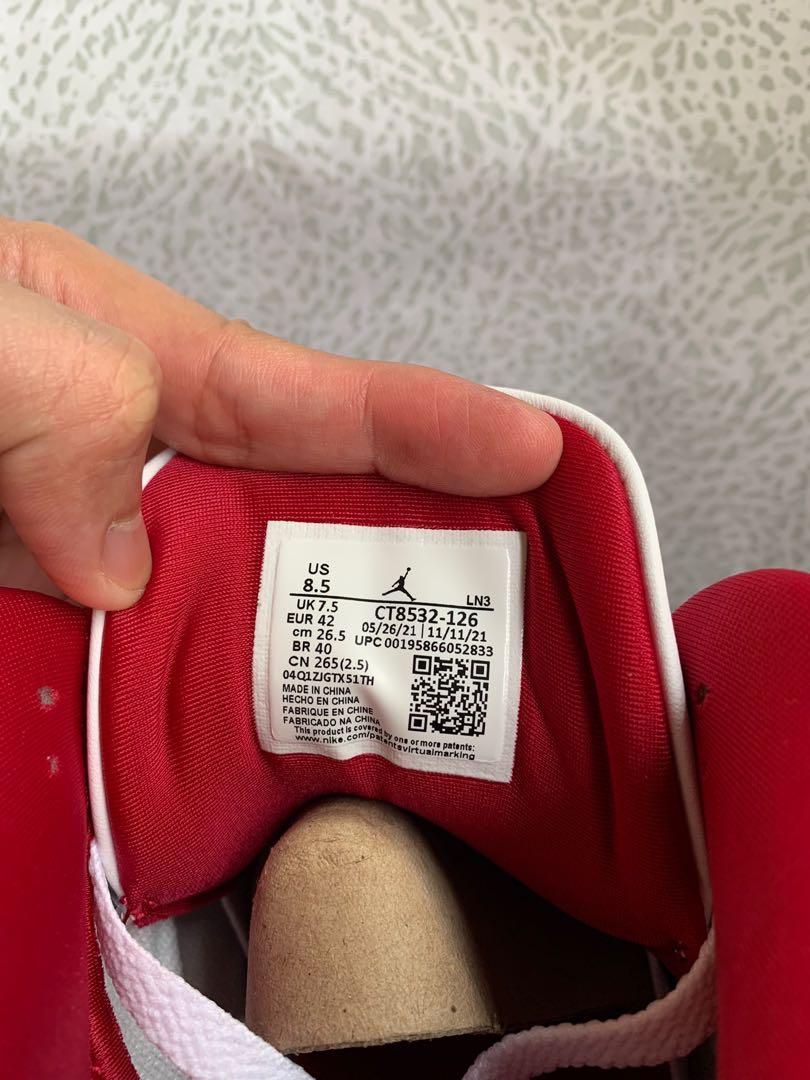 US
8.5
LN3
UK 7.5
CT8532-126
EUR 42
05/26/21 | 11/11/21
cm 26.5
UPC 00195866052833
BR 40
CN 265(2.5)
04Q1ZJGTX51TH
MADE IN CHINA
HECHO EN CHINA
FABRIQUE EN CHINE
FABRICADO NA CHINA
This product is covered by one or more patents:
www.nike.com/patentsvirtualmarking